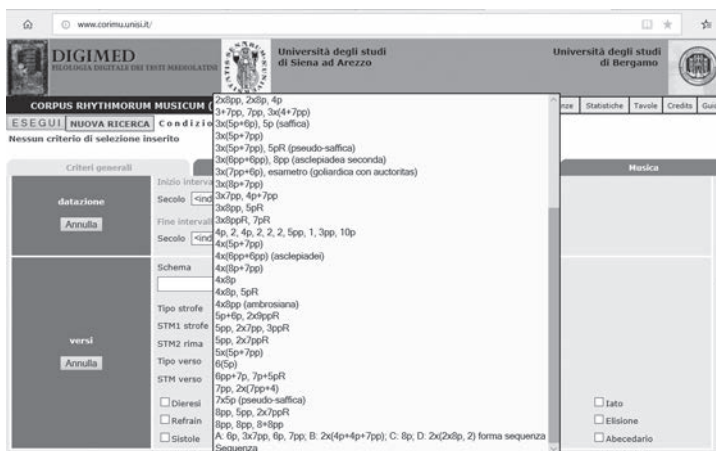 www.corimu.unisi.it/
DIGIMED
FILOLOGIA DIGITALE DEI TESTI MEDIOLATINI
Università degli studi
di Siena ad Arezzo
Università degli studi
di Bergamo
CORPUS RHYTHMORUM MUSICUM (
Statistiche Tavole Credits
ESEGUI NUOVA RICERCA Condizio
Nessun criterio di selezione inserito
Criteri generali
Musica
datazione
Annulla
Inizio interva
Secolo <ind
Fine interval
Secolo <ind
versi
Annulla
Schema
Tipo strofe
STM1 strofe
STM2 rima
Tipo verso
STM verso
Dieresi
Refrain
Sistole
Iato
Elisione
Abecedario
2x8pp, 2x8p, 4p
3+7pp, 7pp, 3x(4+7pp)
3x(5p+6p), 5p (saffica)
3x(5p+7pp)
3x(5p+7pp), 5pR (pseudo-saffica)
3x(6pp+6pp), 8pp (asclepiadea seconda)
3x(7pp+6p), esametro (goliardica con auctoritas)
3x(8p+7pp)
3x7pp, 4p+7pp
3x8pp, 5pR
3x8ppR, 7pR
4p, 2, 4p, 2, 2, 2, 5pp, 1, 3pp, 10p
4x(5p+7pp)
4x(6pp+6pp) (asclepiadei)
4x(8p+7pp)
4x8p
4x8p, 5pR
4x8pp (ambrosiana)
5p+6p, 2x9ppR
5pp, 2x7pp, 3ppR
5pp, 2x7ppR
5x(5p+7pp)
6(5p)
6pp+7p, 7p+5pR
7pp, 2x(7pp+4)
7x5p (pseudo-saffica)
8pp, 5pp, 2x7ppR
8pp, 8pp, 8+8pp
A: 6p, 3x7pp, 6p, 7pp; B: 2x(4p+4p+7pp); C: 8p; D: 2x(2x8p, 2) forma sequenza
Sequenza